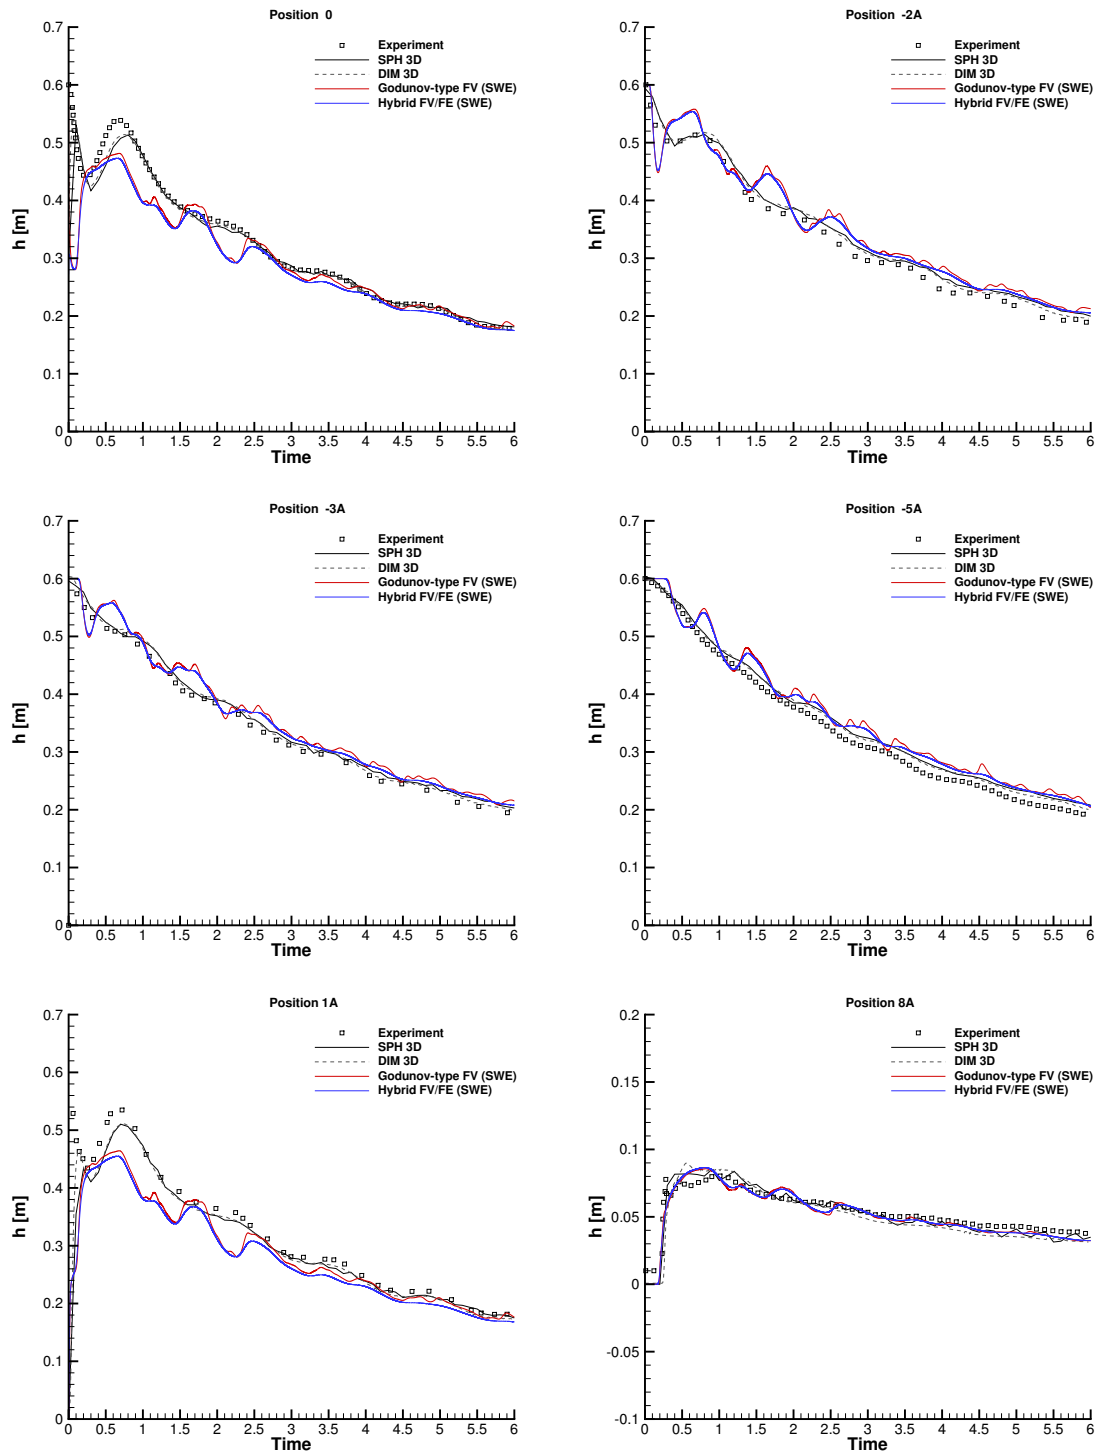 Position 0
Experiment
SPH 3D
DIM 3D
Godunov-type FV (SWE)
Hybrid FV/FE (SWE)
h [m]
0.7
0.6
0.5
0.4
0.3
0.2
0.1
0
0 0.5 1 1.5 2 2.5 3 3.5 4 4.5 5 5.5 6
Time
Position -2A
Experiment
SPH 3D
DIM 3D
Godunov-type FV (SWE)
Hybrid FV/FE (SWE)
h [m]
0.7
0.6
0.5
0.4
0.3
0.2
0.1
0
0 0.5 1 1.5 2 2.5 3 3.5 4 4.5 5 5.5 6
Time
Position -3A
Experiment
SPH 3D
DIM 3D
Godunov-type FV (SWE)
Hybrid FV/FE (SWE)
h [m]
0.7
0.6
0.5
0.4
0.3
0.2
0.1
0
0 0.5 1 1.5 2 2.5 3 3.5 4 4.5 5 5.5 6
Time
Position -5A
Experiment
SPH 3D
DIM 3D
Godunov-type FV (SWE)
Hybrid FV/FE (SWE)
h [m]
0.7
0.6
0.5
0.4
0.3
0.2
0.1
0
0 0.5 1 1.5 2 2.5 3 3.5 4 4.5 5 5.5 6
Time
Position 1A
Experiment
SPH 3D
DIM 3D
Godunov-type FV (SWE)
Hybrid FV/FE (SWE)
h [m]
0.7
0.6
0.5
0.4
0.3
0.2
0.1
0
0 0.5 1 1.5 2 2.5 3 3.5 4 4.5 5 5.5 6
Time
Position 8A
Experiment
SPH 3D
DIM 3D
Godunov-type FV (SWE)
Hybrid FV/FE (SWE)
h [m]
0.2
0.15
0.1
0.05
0
-0.05
-0.1
0 0.5 1 1.5 2 2.5 3 3.5 4 4.5 5 5.5 6
Time